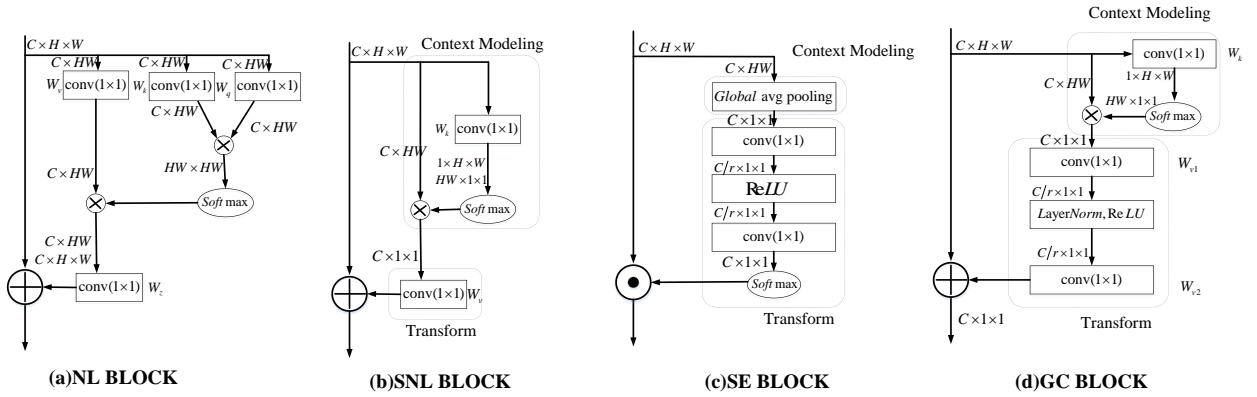 C×H×W
C×HW
C×HW
C×HW
W_v
conv(1×1)
W_k
conv(1×1)
W_q
conv(1×1)
C×HW
C×HW
HW×HW
C×HW
Soft max
C×HW
C×H×W
conv(1×1)
W_z
(a)NL BLOCK
C×H×W
Context Modeling
W_k
conv(1×1)
C×HW
1×H×W
HW×1×1
Soft max
C×1×1
conv(1×1)
W_v
Transform
(b)SNL BLOCK
C×H×W
Context Modeling
C×HW
Global avg pooling
C×1×1
conv(1×1)
C/r×1×1
ReLU
C/r×1×1
conv(1×1)
C×1×1
Soft max
Transform
(c)SE BLOCK
Context Modeling
C×H×W
conv(1×1)
W_k
C×HW
1×H×W
HW×1×1
Soft max
C×1×1
conv(1×1)
W_v1
C/r×1×1
LayerNorm, Re LU
C/r×1×1
conv(1×1)
W_v2
C×1×1
Transform
(d)GC BLOCK